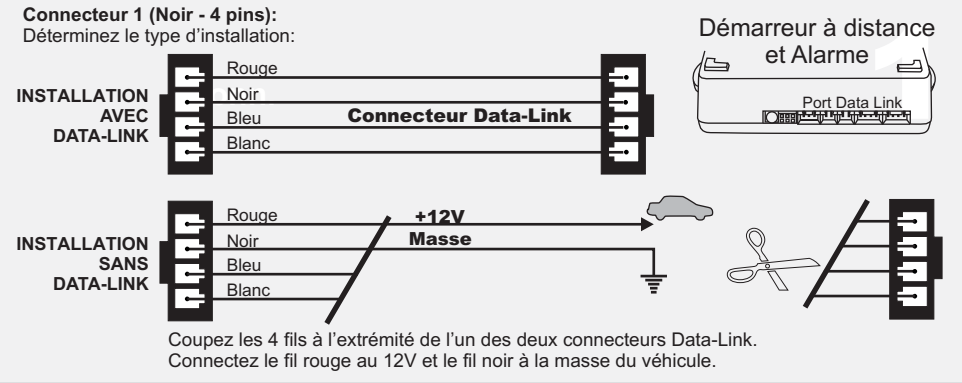 Connecteur 1 (Noir - 4 pins):
Déterminez le type d'installation:
Démarreur à distance
et Alarme
Port Data Link
INSTALLATION
AVEC
DATA-LINK
Rouge
Noir
Bleu
Blanc
Connecteur Data-Link
INSTALLATION
SANS
DATA-LINK
Rouge
Noir
Bleu
Blanc
+12V
Masse
Coupez les 4 fils à l'extrémité de l'un des deux connecteurs Data-Link.
Connectez le fil rouge au 12V et le fil noir à la masse du véhicule.